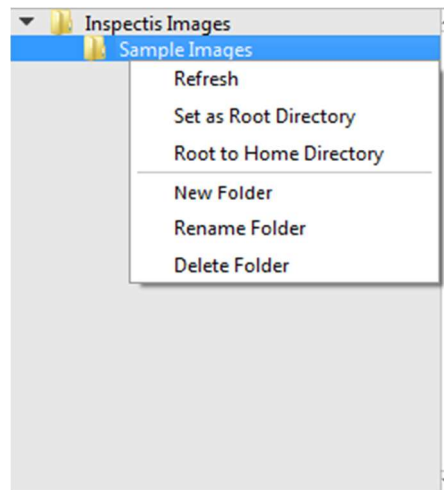 Inspectis Images
Sample Images
Refresh
Set as Root Directory
Root to Home Directory
New Folder
Rename Folder
Delete Folder